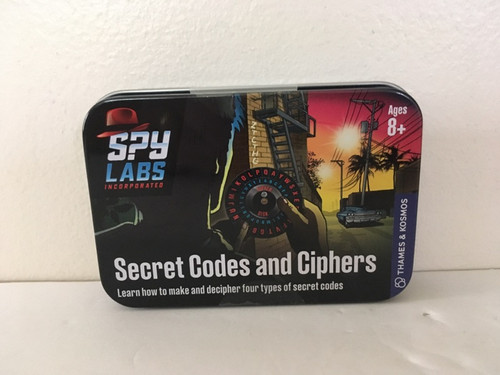 Ages
8+
SPY
LABS
INCORPORATED
Secret Codes and Ciphers
Learn how to make and decipher four types of secret codes
THAMES & KOSMOS